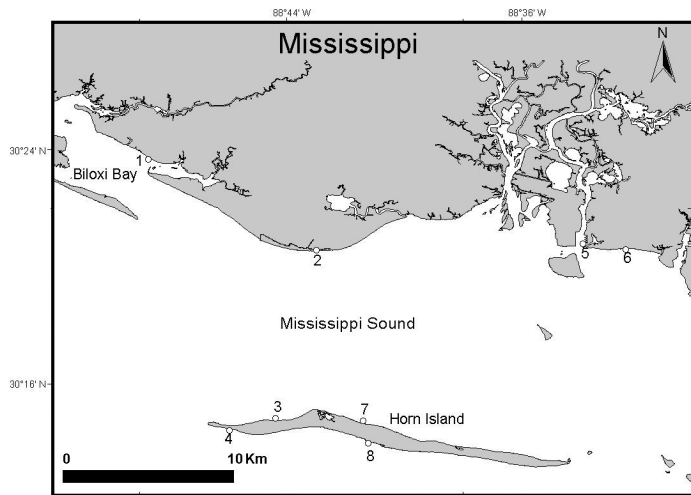 88°44' W
88°36' W
Mississippi
N
30°24' N
1
Biloxi Bay
2
5
6
Mississippi Sound
30°16' N
3
7
Horn Island
4
8
0
10 Km